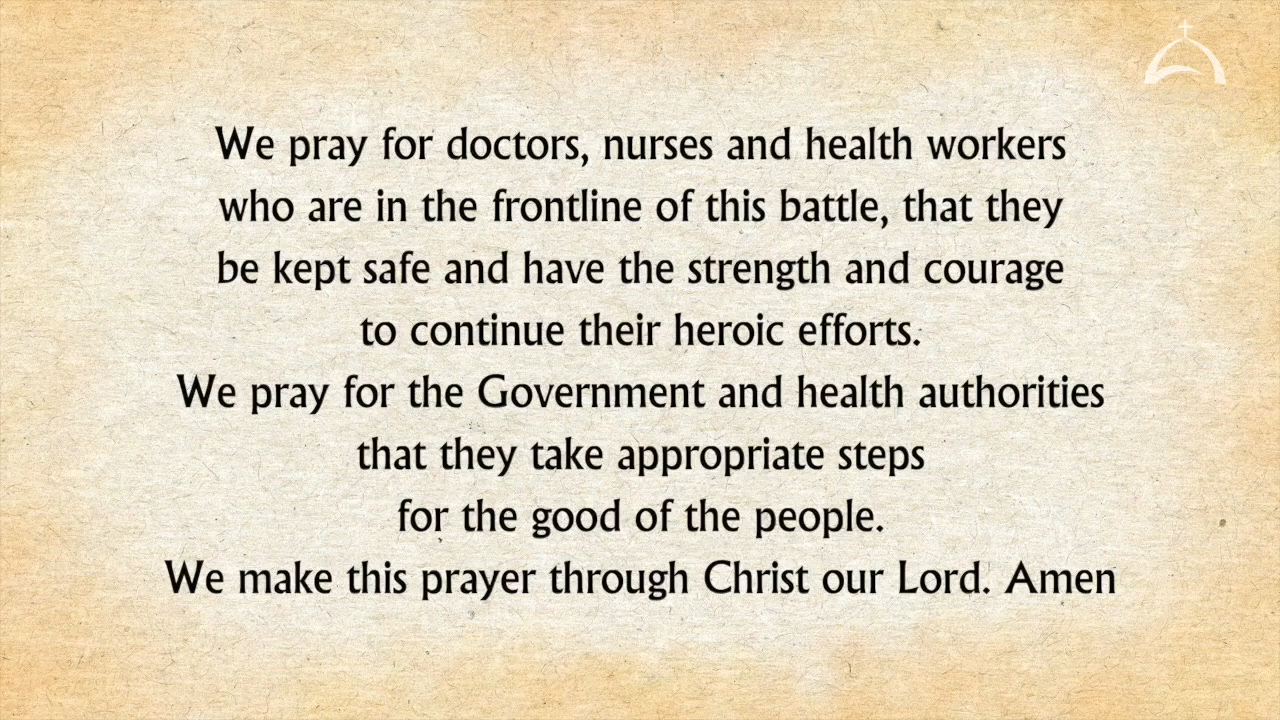 We pray for doctors, nurses and health workers
who are in the frontline of this battle, that they
be kept safe and have the strength and courage
to continue their heroic efforts.
We pray for the Government and health authorities
that they take appropriate steps
for the good of the people.
We make this prayer through Christ our Lord. Amen